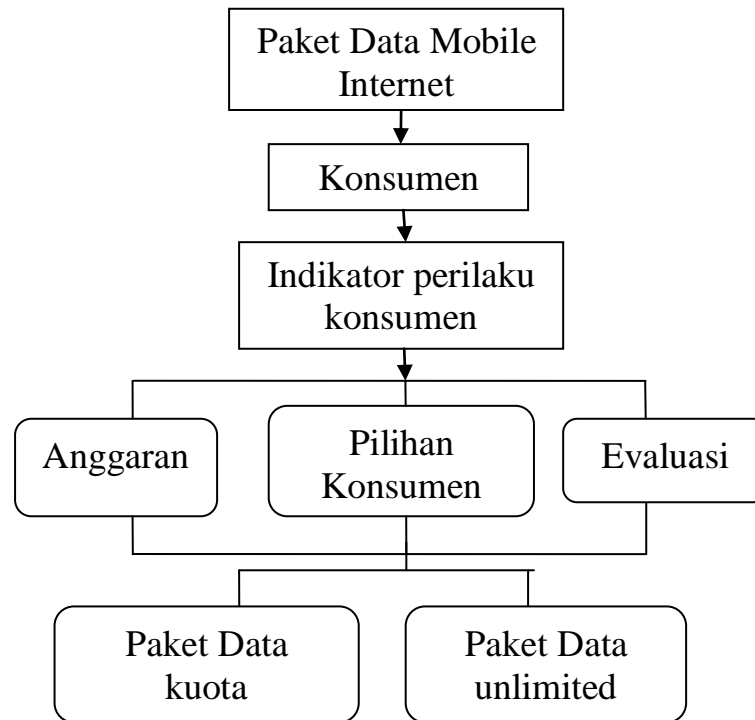 Paket Data Mobile
Internet
Konsumen
Indikator perilaku
konsumen
Anggaran
Pilihan
Konsumen
Evaluasi
Paket Data
kuota
Paket Data
unlimited